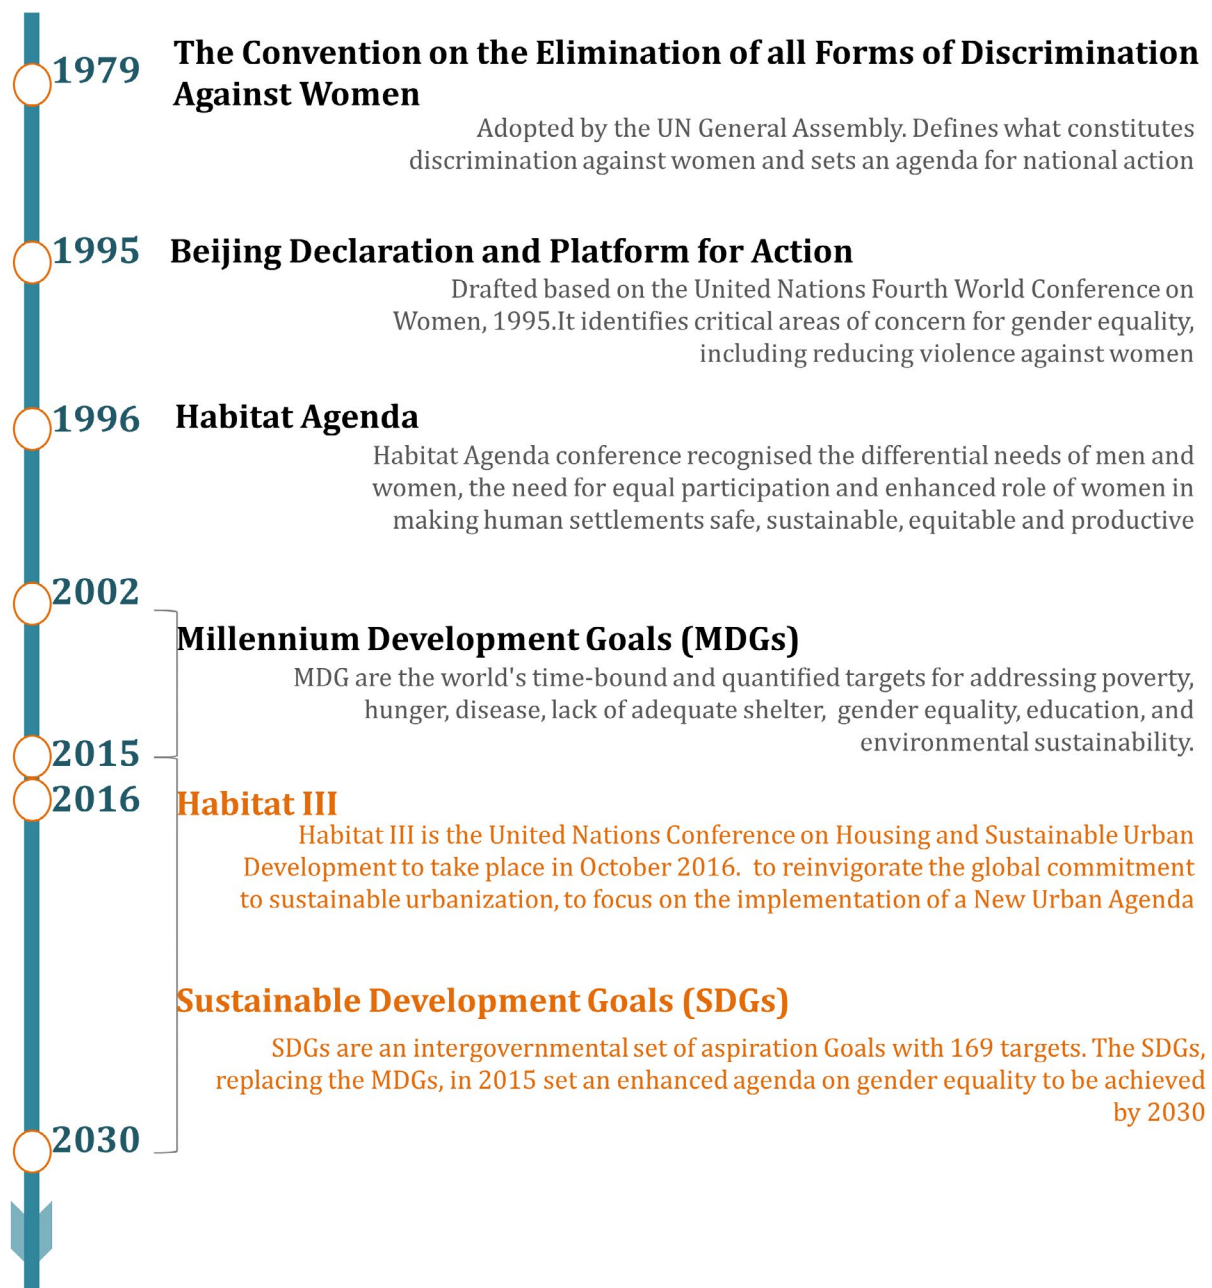 1979
The Convention on the Elimination of all Forms of Discrimination
Against Women
Adopted by the UN General Assembly. Defines what constitutes
discrimination against women and sets an agenda for national action
1995
Beijing Declaration and Platform for Action
Drafted based on the United Nations Fourth World Conference on
Women, 1995.It identifies critical areas of concern for gender equality,
including reducing violence against women
1996
Habitat Agenda
Habitat Agenda conference recognised the differential needs of men and
women, the need for equal participation and enhanced role of women in
making human settlements safe, sustainable, equitable and productive
2002
Millennium Development Goals (MDGs)
MDG are the world's time-bound and quantified targets for addressing poverty,
hunger, disease, lack of adequate shelter,  gender equality, education, and
environmental sustainability.
2015
2016
Habitat III
Habitat III is the United Nations Conference on Housing and Sustainable Urban
Development to take place in October 2016.  to reinvigorate the global commitment
to sustainable urbanization, to focus on the implementation of a New Urban Agenda
Sustainable Development Goals (SDGs)
SDGs are an intergovernmental set of aspiration Goals with 169 targets. The SDGs,
replacing the MDGs, in 2015 set an enhanced agenda on gender equality to be achieved
by 2030
2030